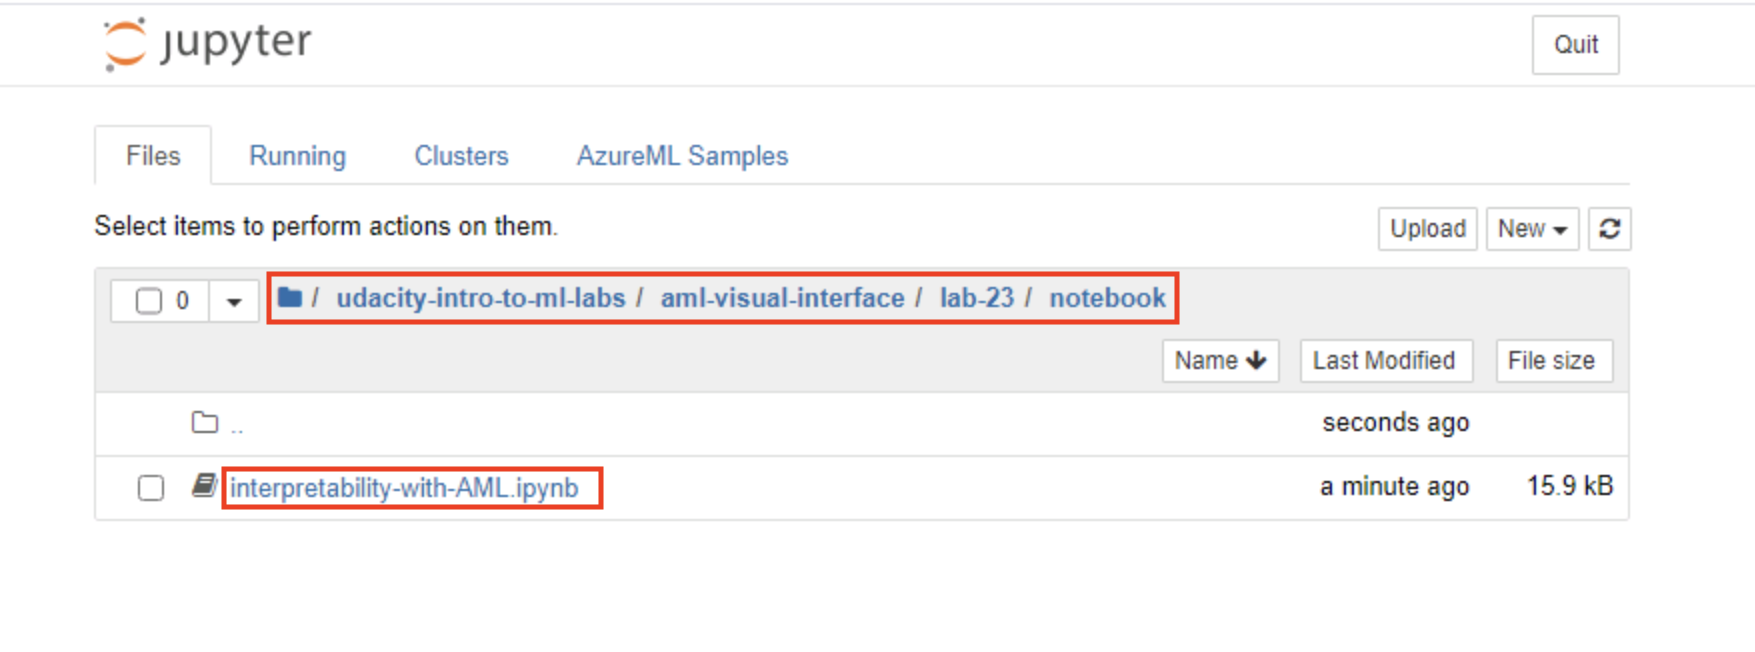 jupyter
Quit
Files Running Clusters AzureML Samples
Select items to perform actions on them.
Upload New
0 / udacity-intro-to-ml-labs / aml-visual-interface / lab-23 / notebook
Name Last Modified File size
.. seconds ago
interpretability-with-AML.ipynb a minute ago 15.9 kB